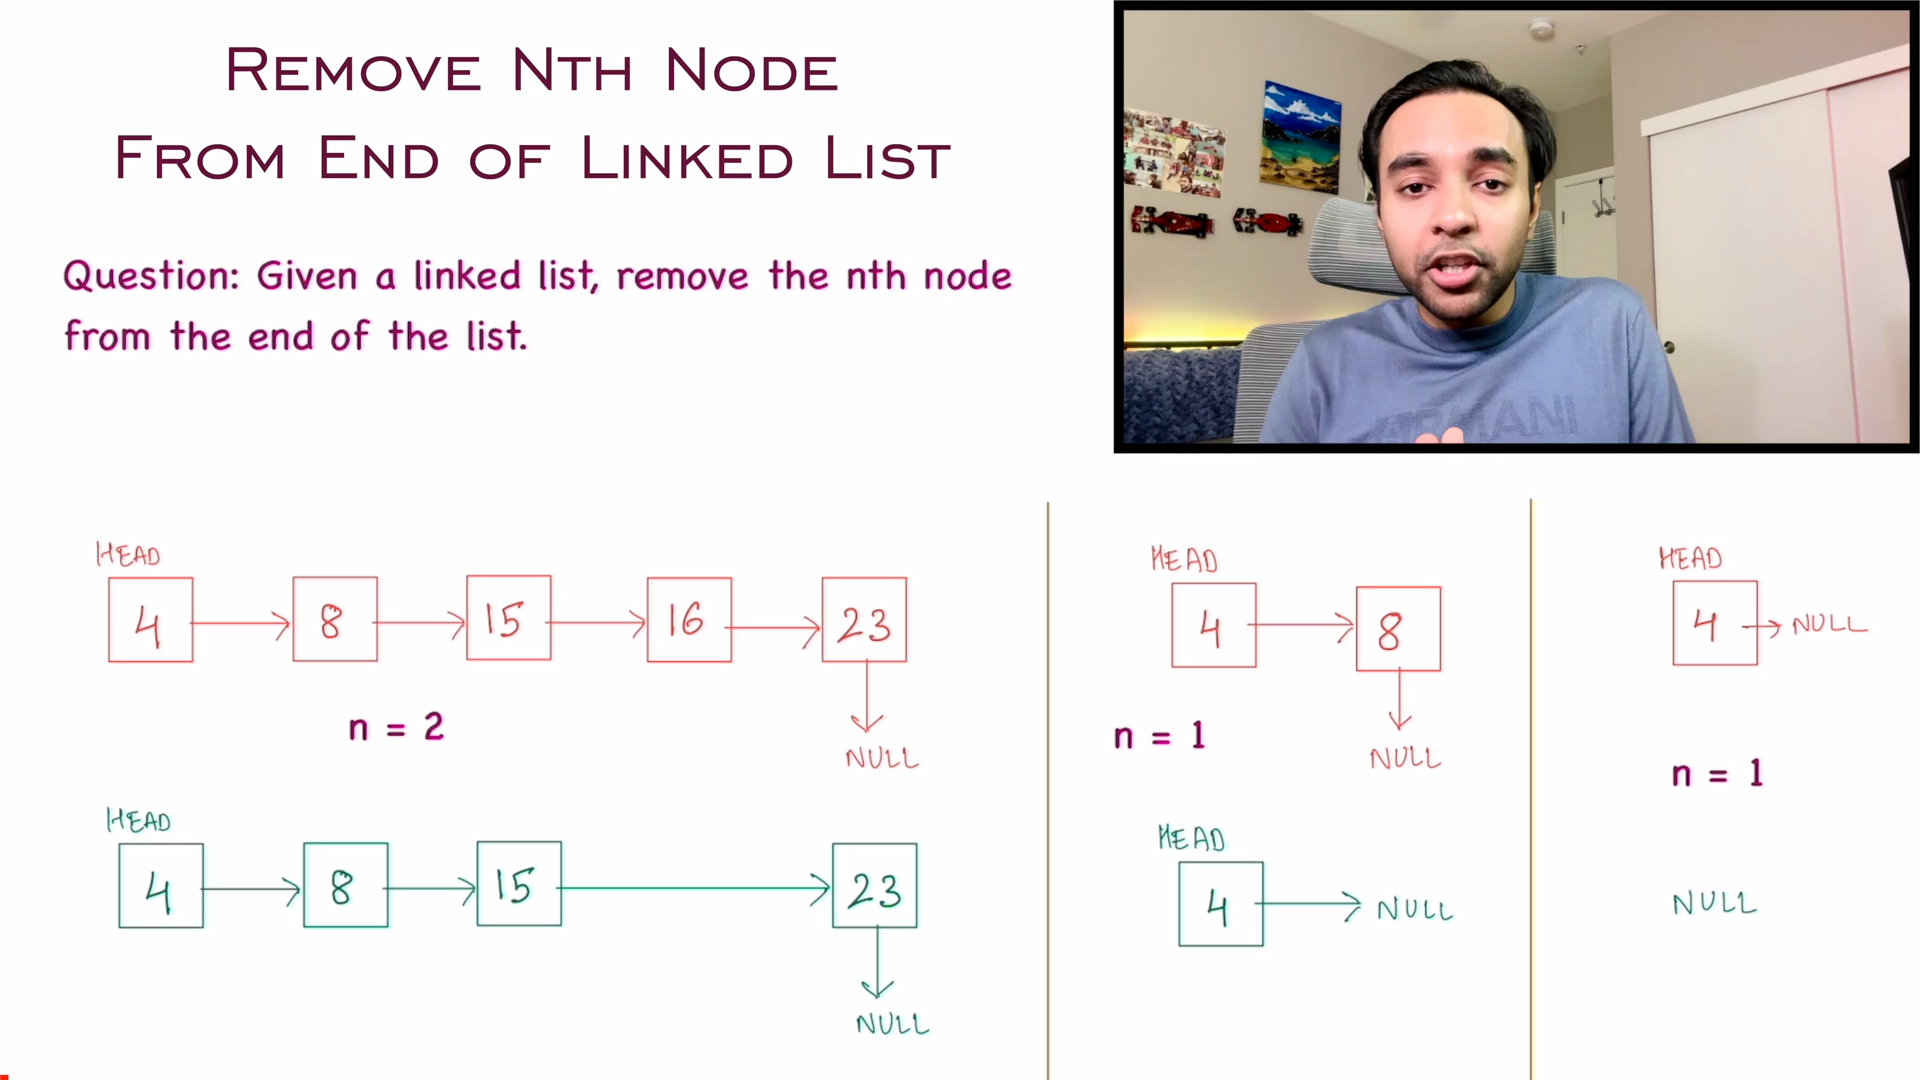 REMOVE NTH NODE
FROM END OF LINKED LIST
Question: Given a linked list, remove the nth node
from the end of the list.
HEAD
4 8 15 16 23
n = 2
NULL
HEAD
4 8 15 23
NULL
HEAD
4 8
n = 1
NULL
HEAD
4 NULL
HEAD
4 NULL
n = 1
NULL